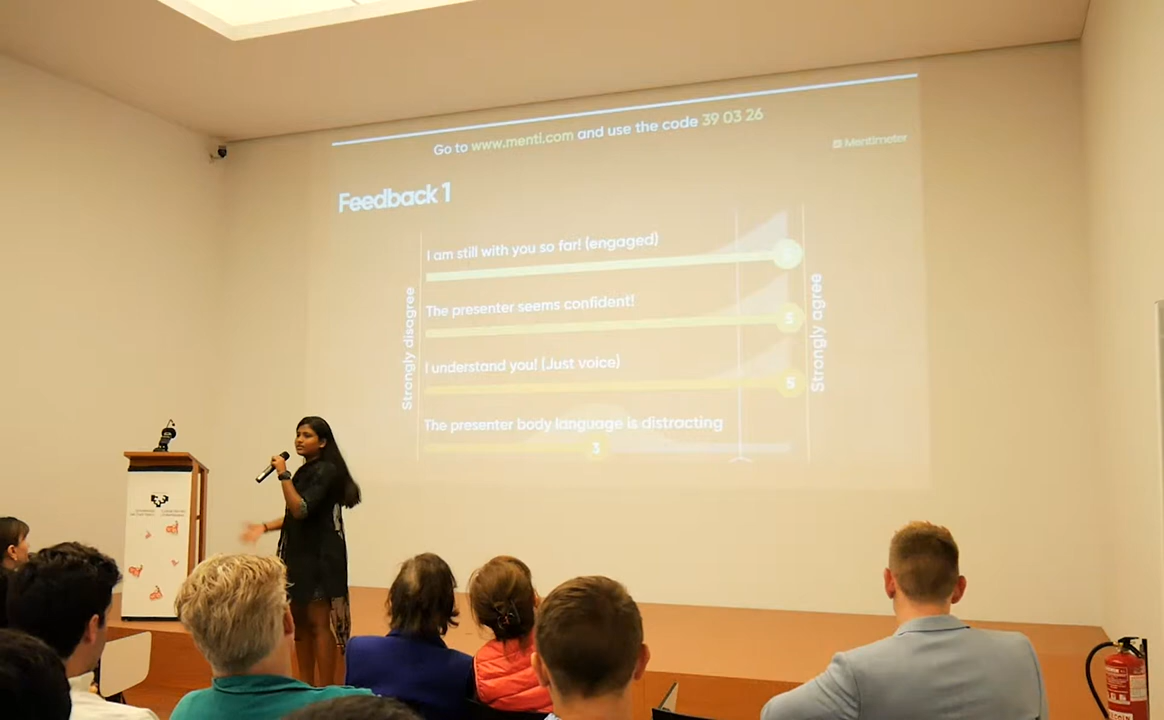 Go to www.menti.com and use the code 39 03 26
Mentimeter
Feedback 1
Strongly disagree
Strongly agree
I am still with you so far! (engaged)
The presenter seems confident!
5
I understand you! (Just voice)
5
The presenter body language is distracting
3